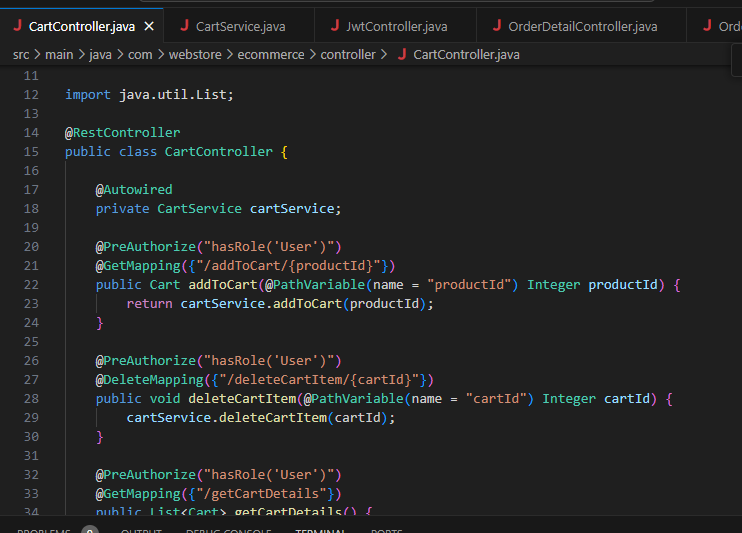 CartController.java CartService.java JwtController.java OrderDetailController.java Ord
src > main > java > com > webstore > ecommerce > controller > CartController.java
11
12 import java.util.List;
13
14 @RestController
15 public class CartController {
16
17 @Autowired
18 private CartService cartService;
19
20 @PreAuthorize("hasRole('User')")
21 @GetMapping({"/addToCart/{productId}"})
22 public Cart addToCart(@PathVariable(name = "productId") Integer productId) {
23 return cartService.addToCart(productId);
24 }
25
26 @PreAuthorize("hasRole('User')")
27 @DeleteMapping({"/deleteCartItem/{cartId}"})
28 public void deleteCartItem(@PathVariable(name = "cartId") Integer cartId) {
29 cartService.deleteCartItem(cartId);
30 }
31
32 @PreAuthorize("hasRole('User')")
33 @GetMapping({"/getCartDetails"})
34 public List<Cart> getCartDetails() {
PROBLEMS OUTPUT DEBUG CONSOLE TERMINAL PORTS